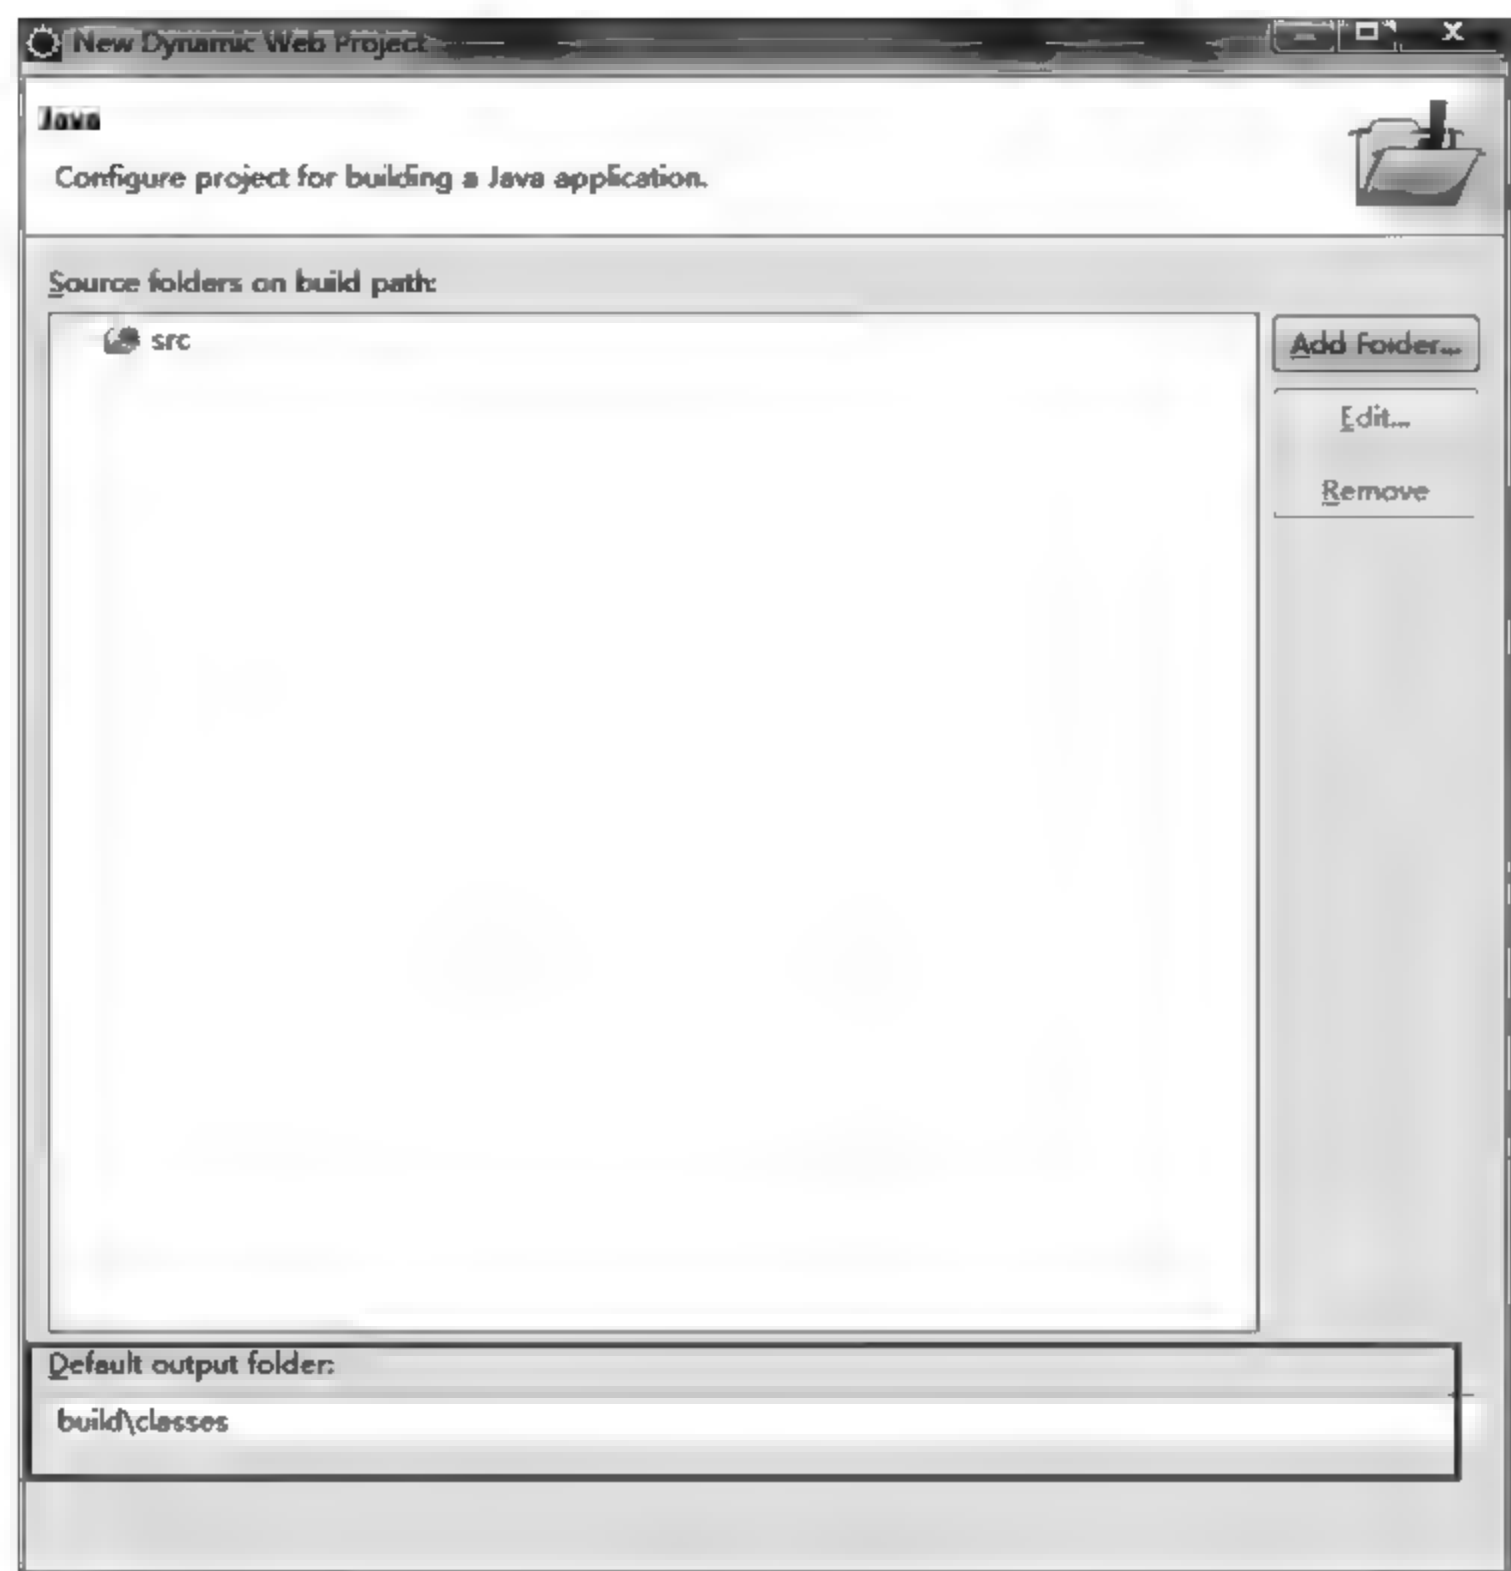 New Dynamic Web Project
Java
Configure project for building a Java application.
Source folders on build path:
src
Add Folder...
Edit...
Remove
Default output folder:
build\classes